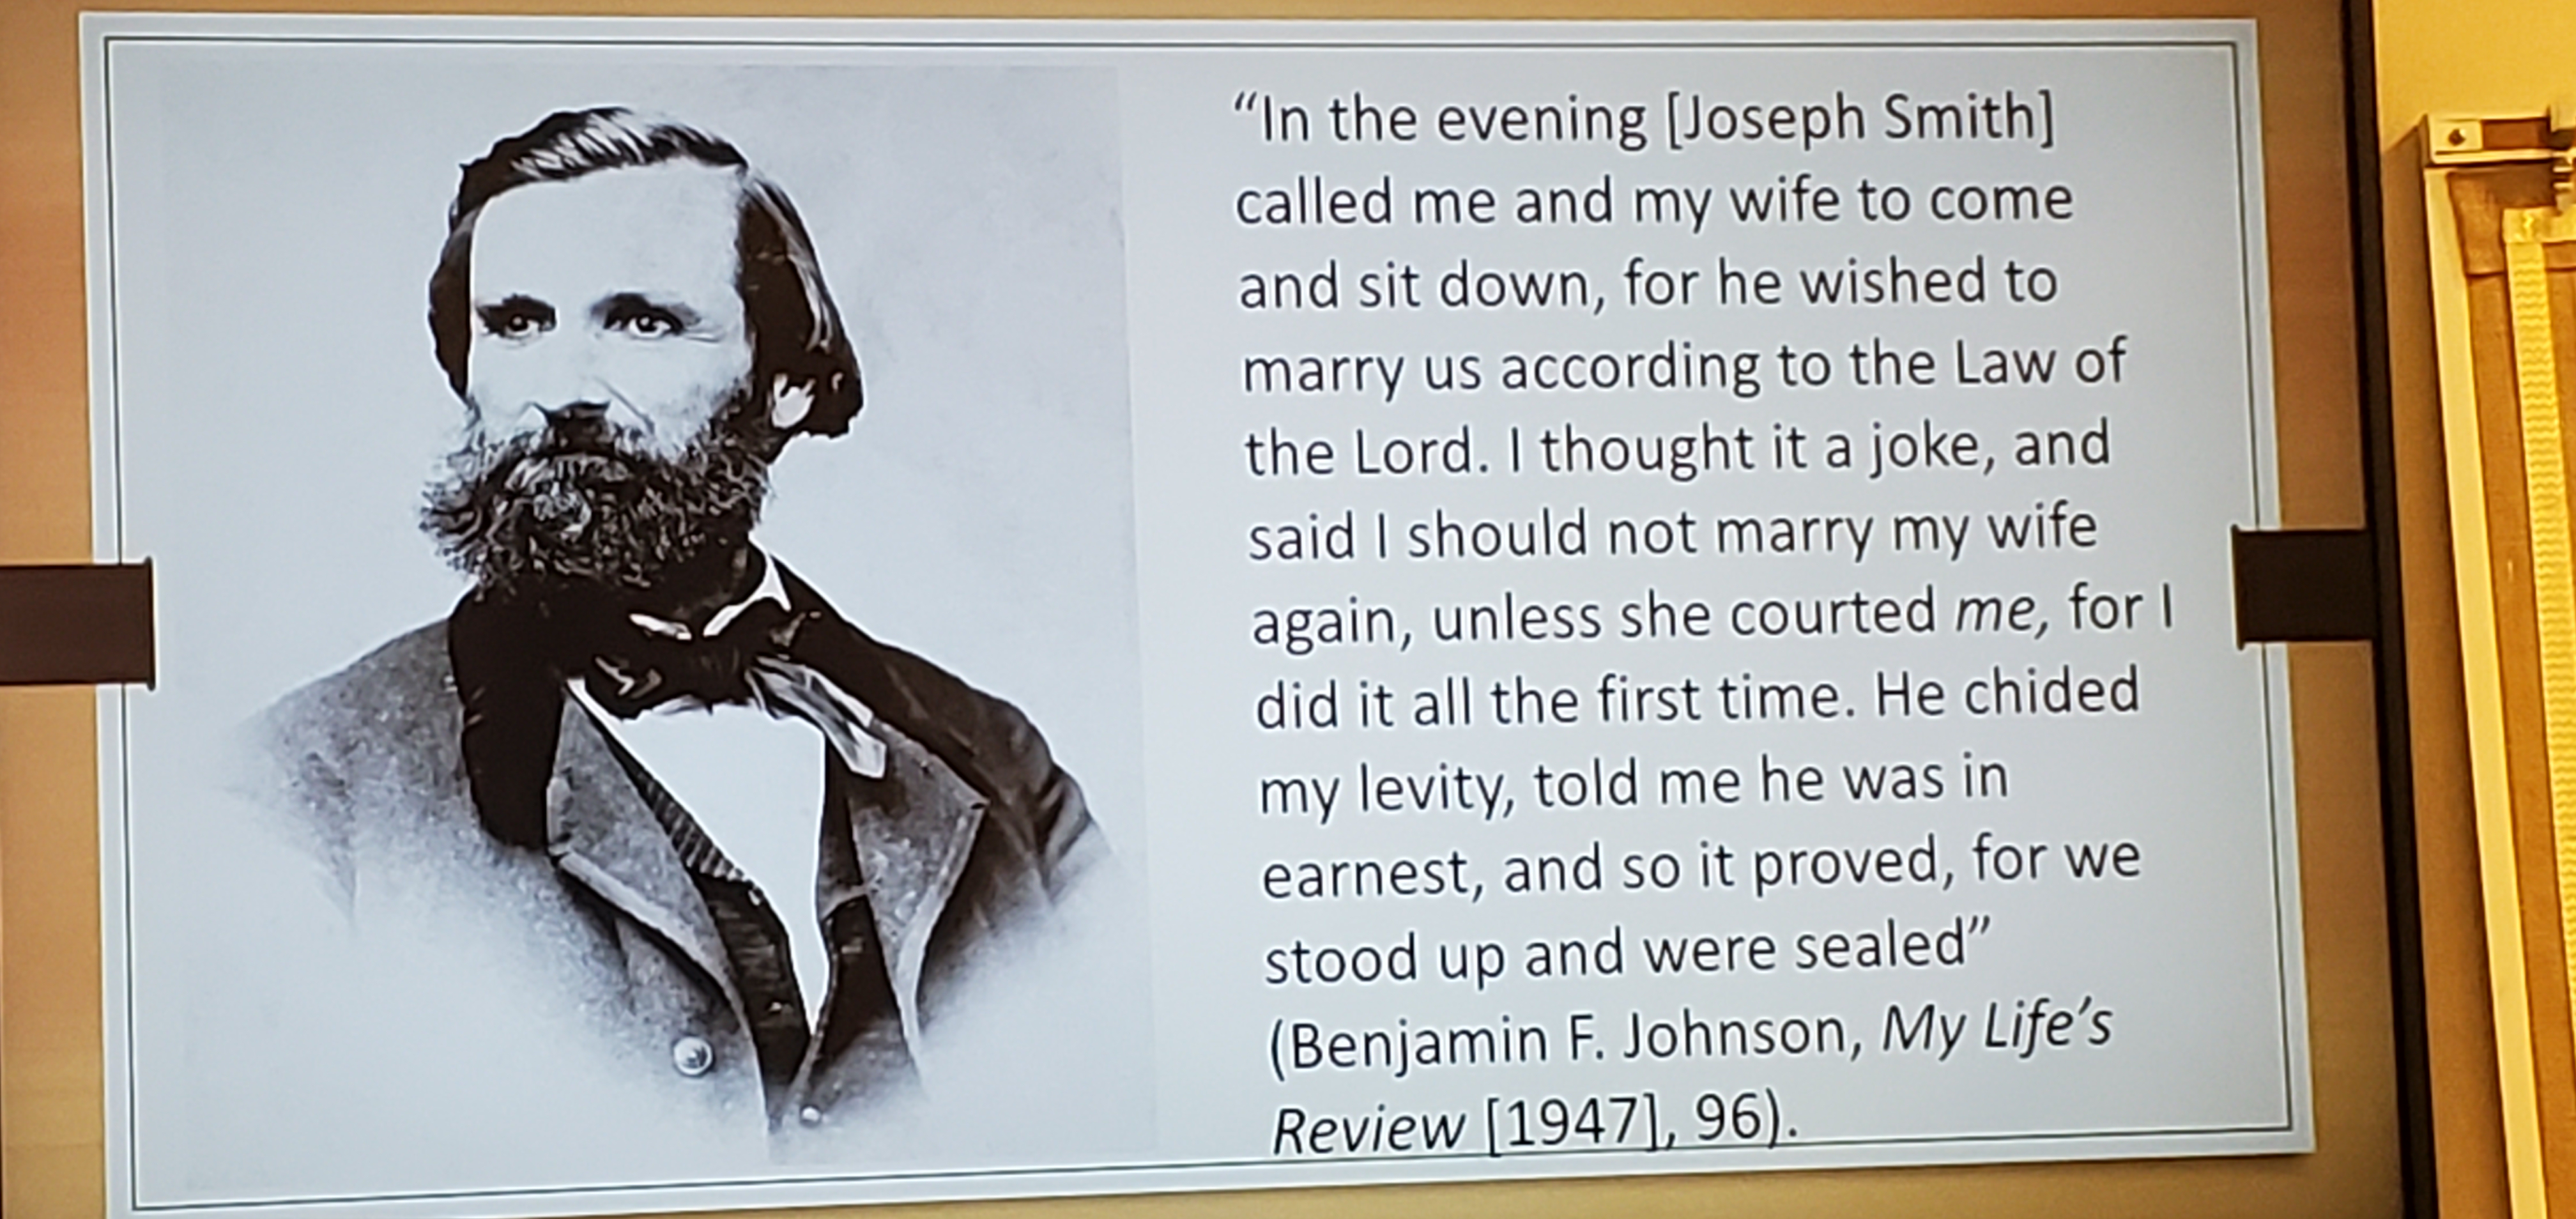 “In the evening [Joseph Smith]
called me and my wife to come
and sit down, for he wished to
marry us according to the Law of
the Lord. I thought it a joke, and
said I should not marry my wife
again, unless she courted me, for I
did it all the first time. He chided
my levity, told me he was in
earnest, and so it proved, for we
stood up and were sealed”
(Benjamin F. Johnson, My Life’s
Review [1947], 96).